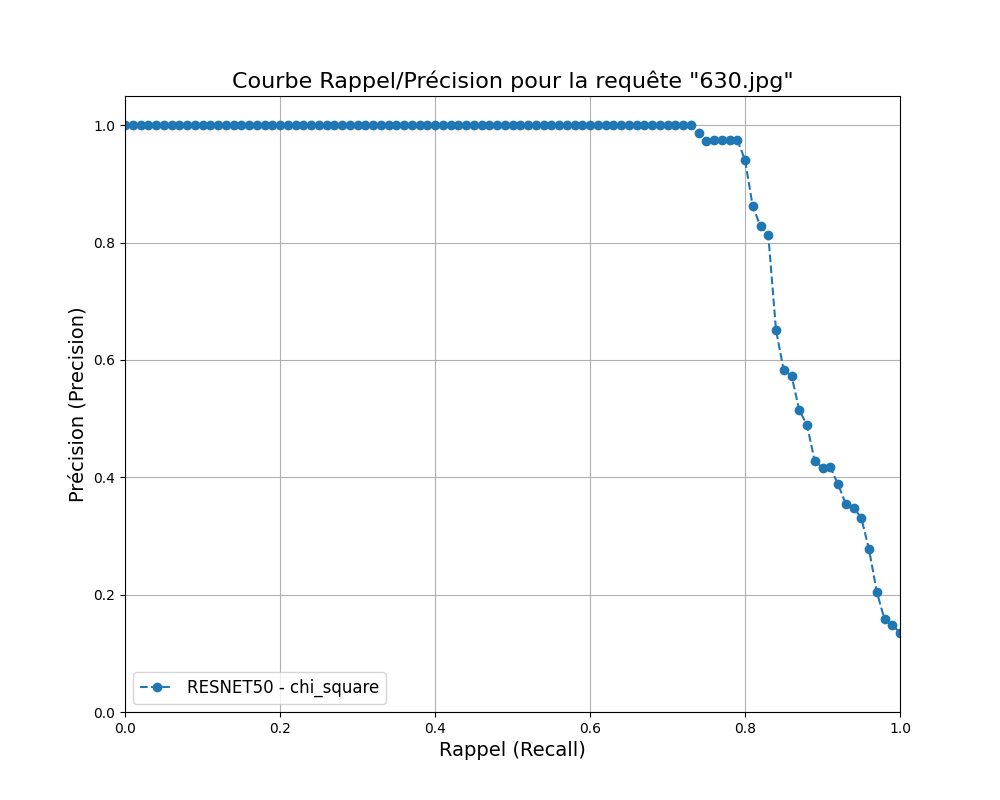 Courbe Rappel/Précision pour la requête "630.jpg"
Précision (Precision)
1.0
0.8
0.6
0.4
0.2
0.0
RESNET50 - chi_square
0.0 0.2 0.4 0.6 0.8 1.0
Rappel (Recall)